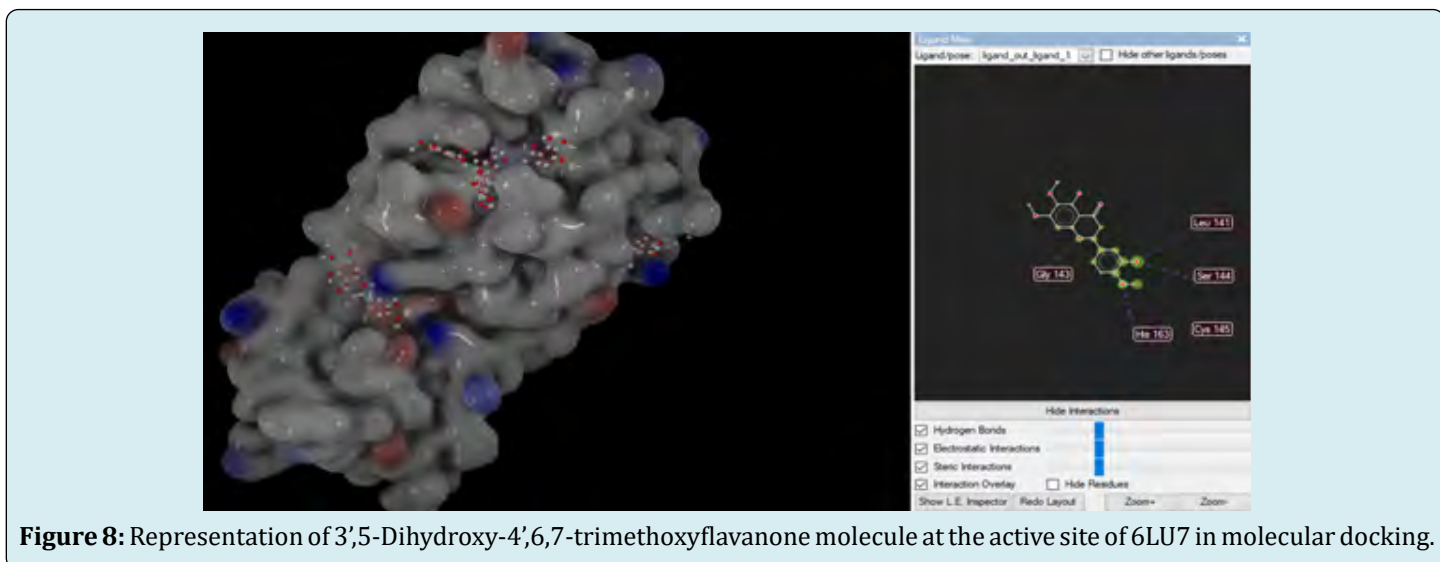 Ligand View
Ligand/pose: ligand_out_ligand_1 Hide other ligands/poses
Leu 141
Gly 143
Ser 144
His 163
Cys 145
Hide Interactions
Hydrogen Bonds
Electrostatic Interactions
Steric Interactions
Interaction Overlay Hide Residues
Show L.E. Inspector Redo Layout Zoom+ Zoom-
Figure 8: Representation of 3’,5-Dihydroxy-4’,6,7-trimethoxyflavanone molecule at the active site of 6LU7 in molecular docking.